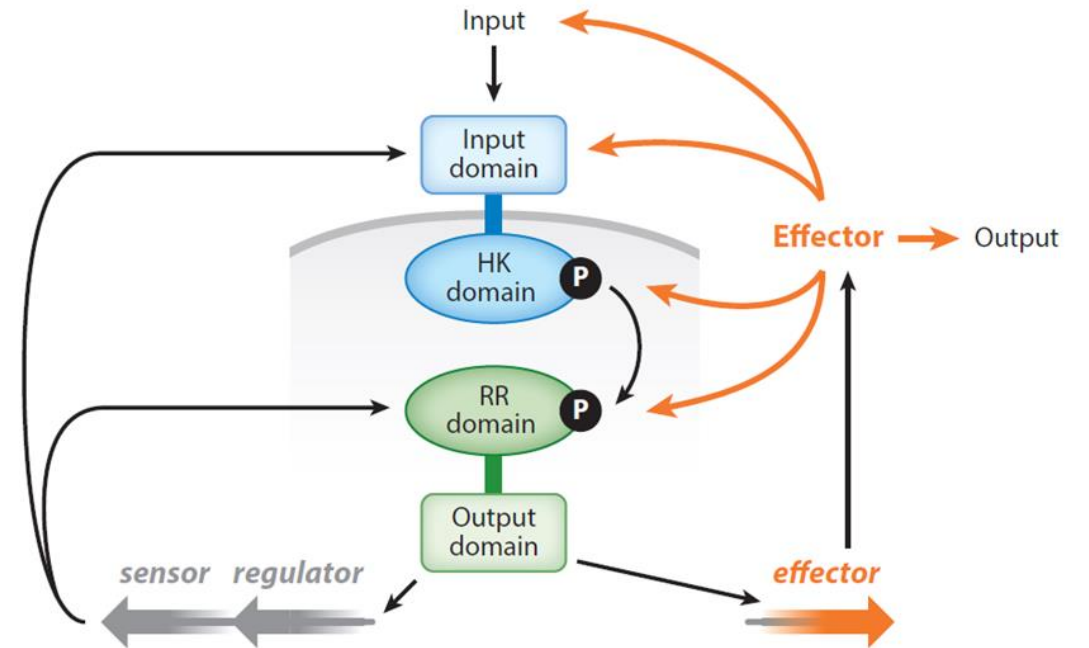 Input
Input
domain
Effector
Output
HK
domain
P
RR
domain
P
Output
domain
sensor
regulator
effector